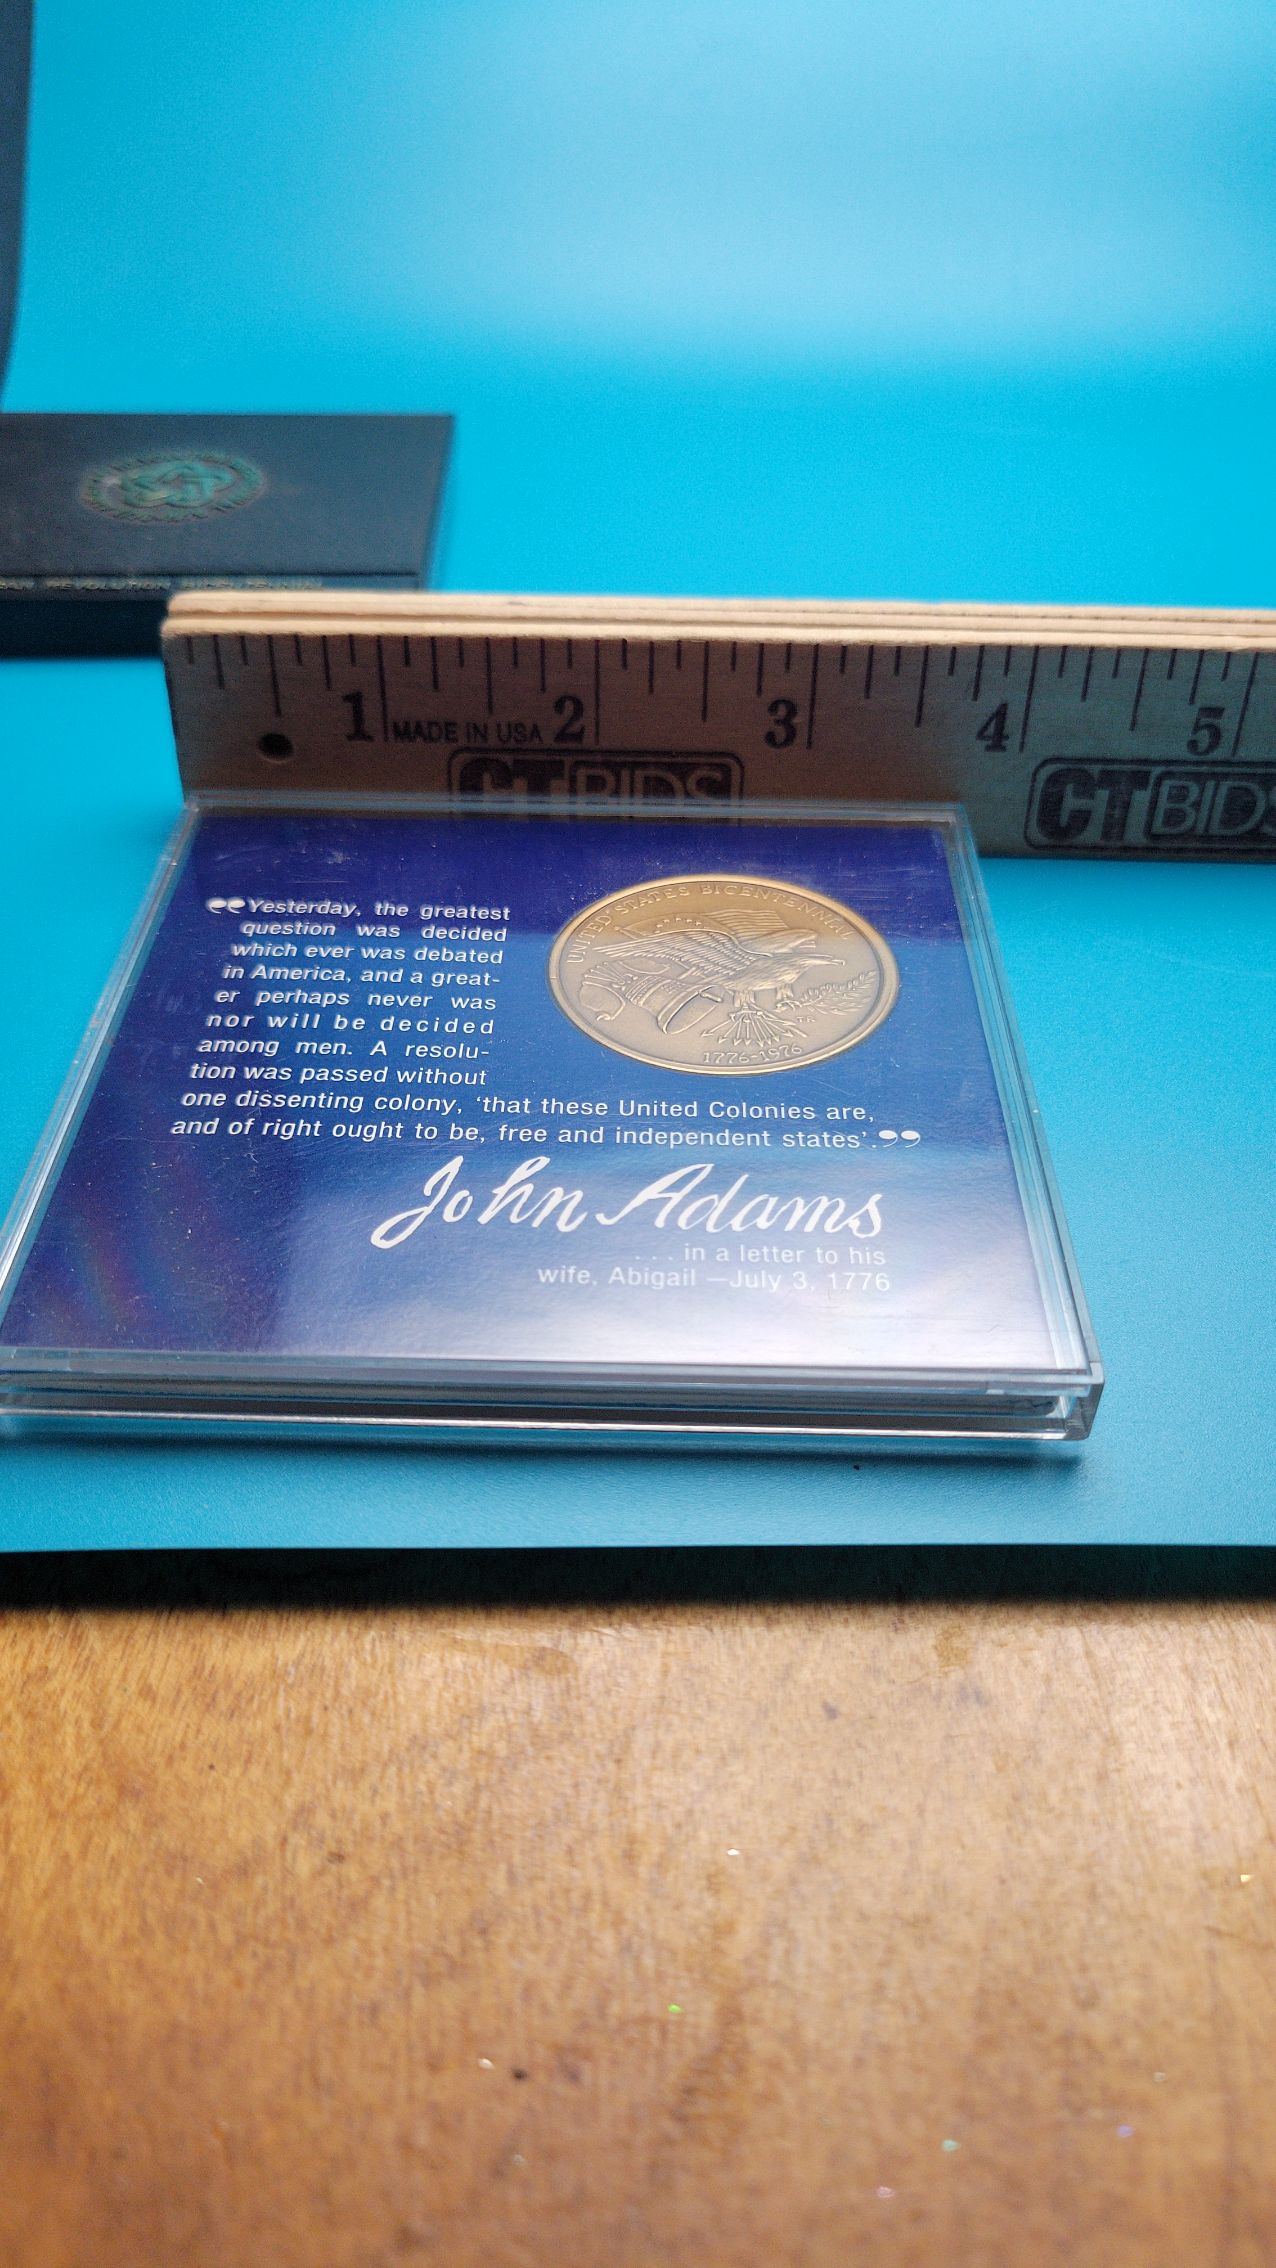 REVOLUTION BICENTENNIAL
1 2 3 4 5
MADE IN USA
CTBIDS CTBIDS
“Yesterday, the greatest
question was decided
which ever was debated
in America, and a great-
er perhaps never was
nor will be decided
among men. A resolu-
tion was passed without
one dissenting colony, ‘that these United Colonies are,
and of right ought to be, free and independent states’.”
UNITED STATES BICENTENNIAL
1776-1976
John Adams
. . . in a letter to his
wife, Abigail —July 3, 1776